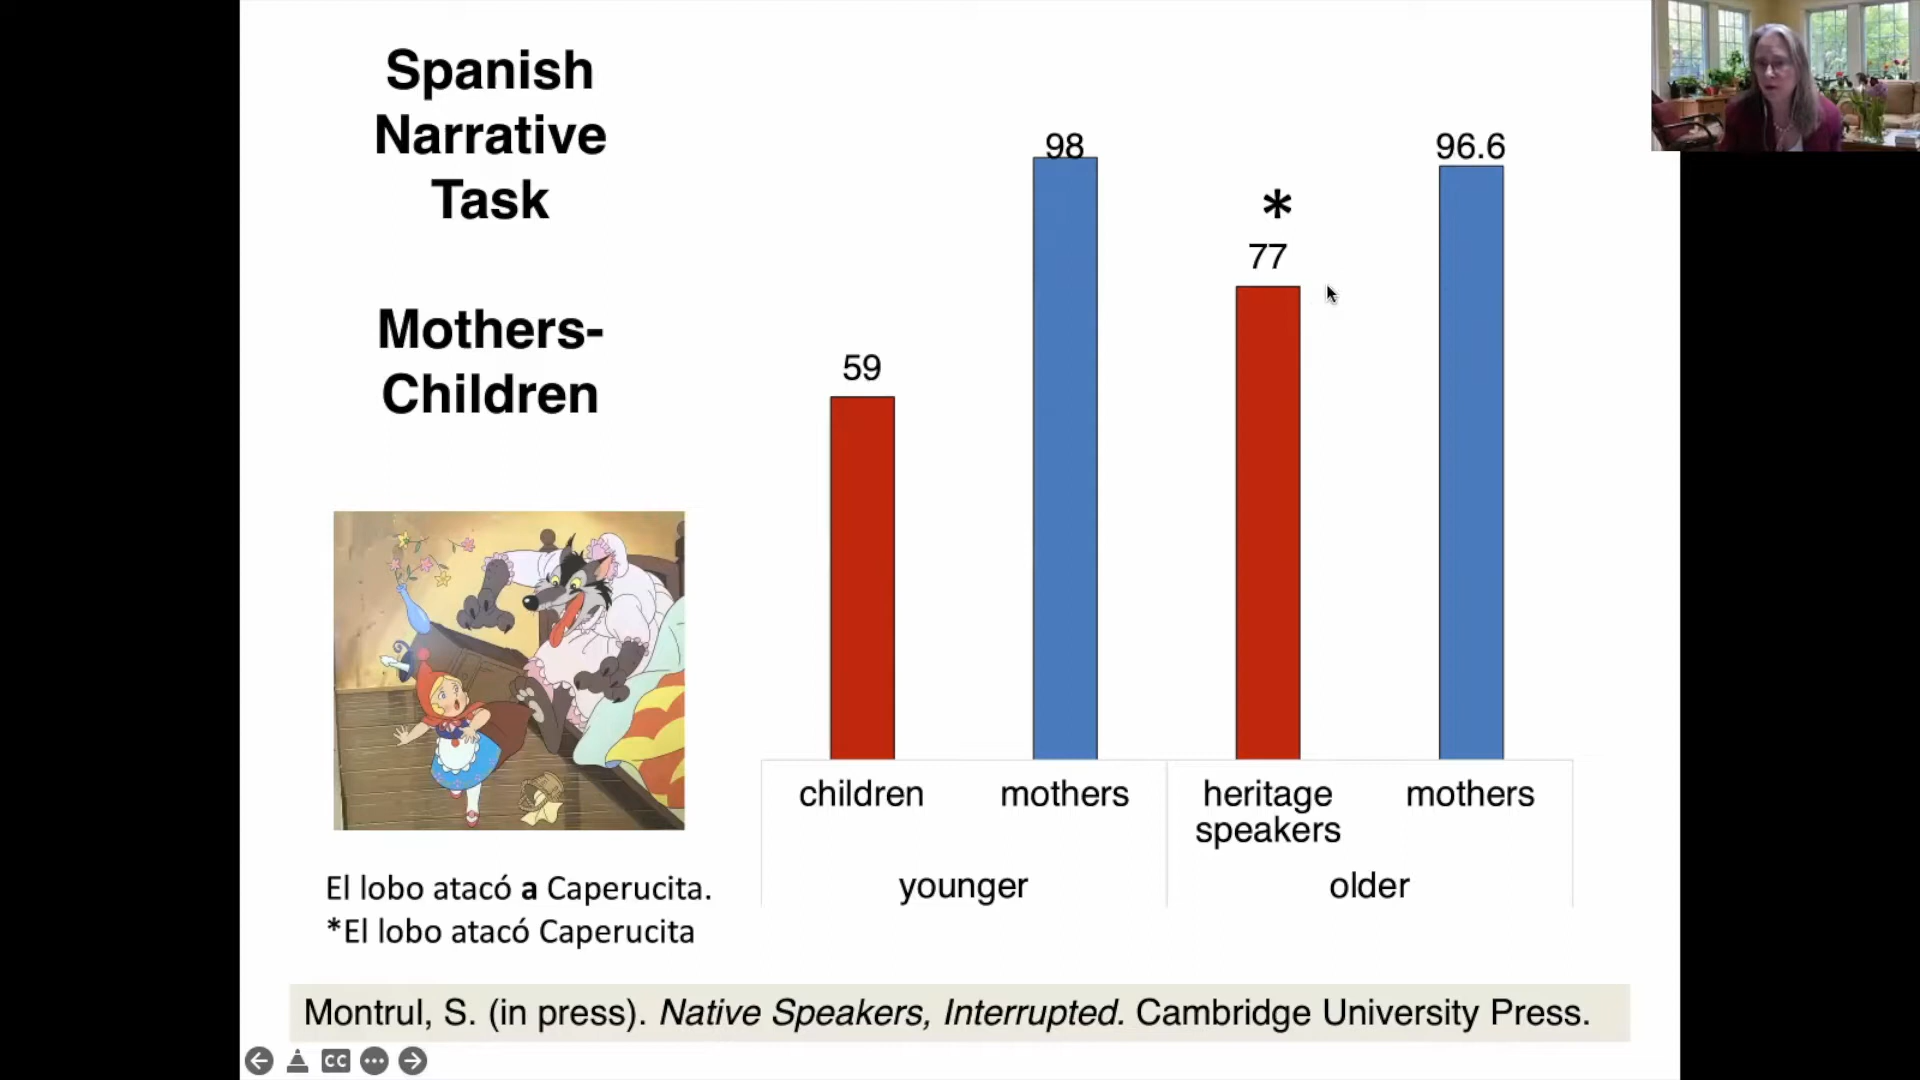 Spanish
Narrative
Task
Mothers-
Children
98
96.6
*
77
59
children
mothers
heritage
speakers
mothers
younger
older
El lobo atacó a Caperucita.
*El lobo atacó Caperucita
Montrul, S. (in press). Native Speakers, Interrupted. Cambridge University Press.
CC